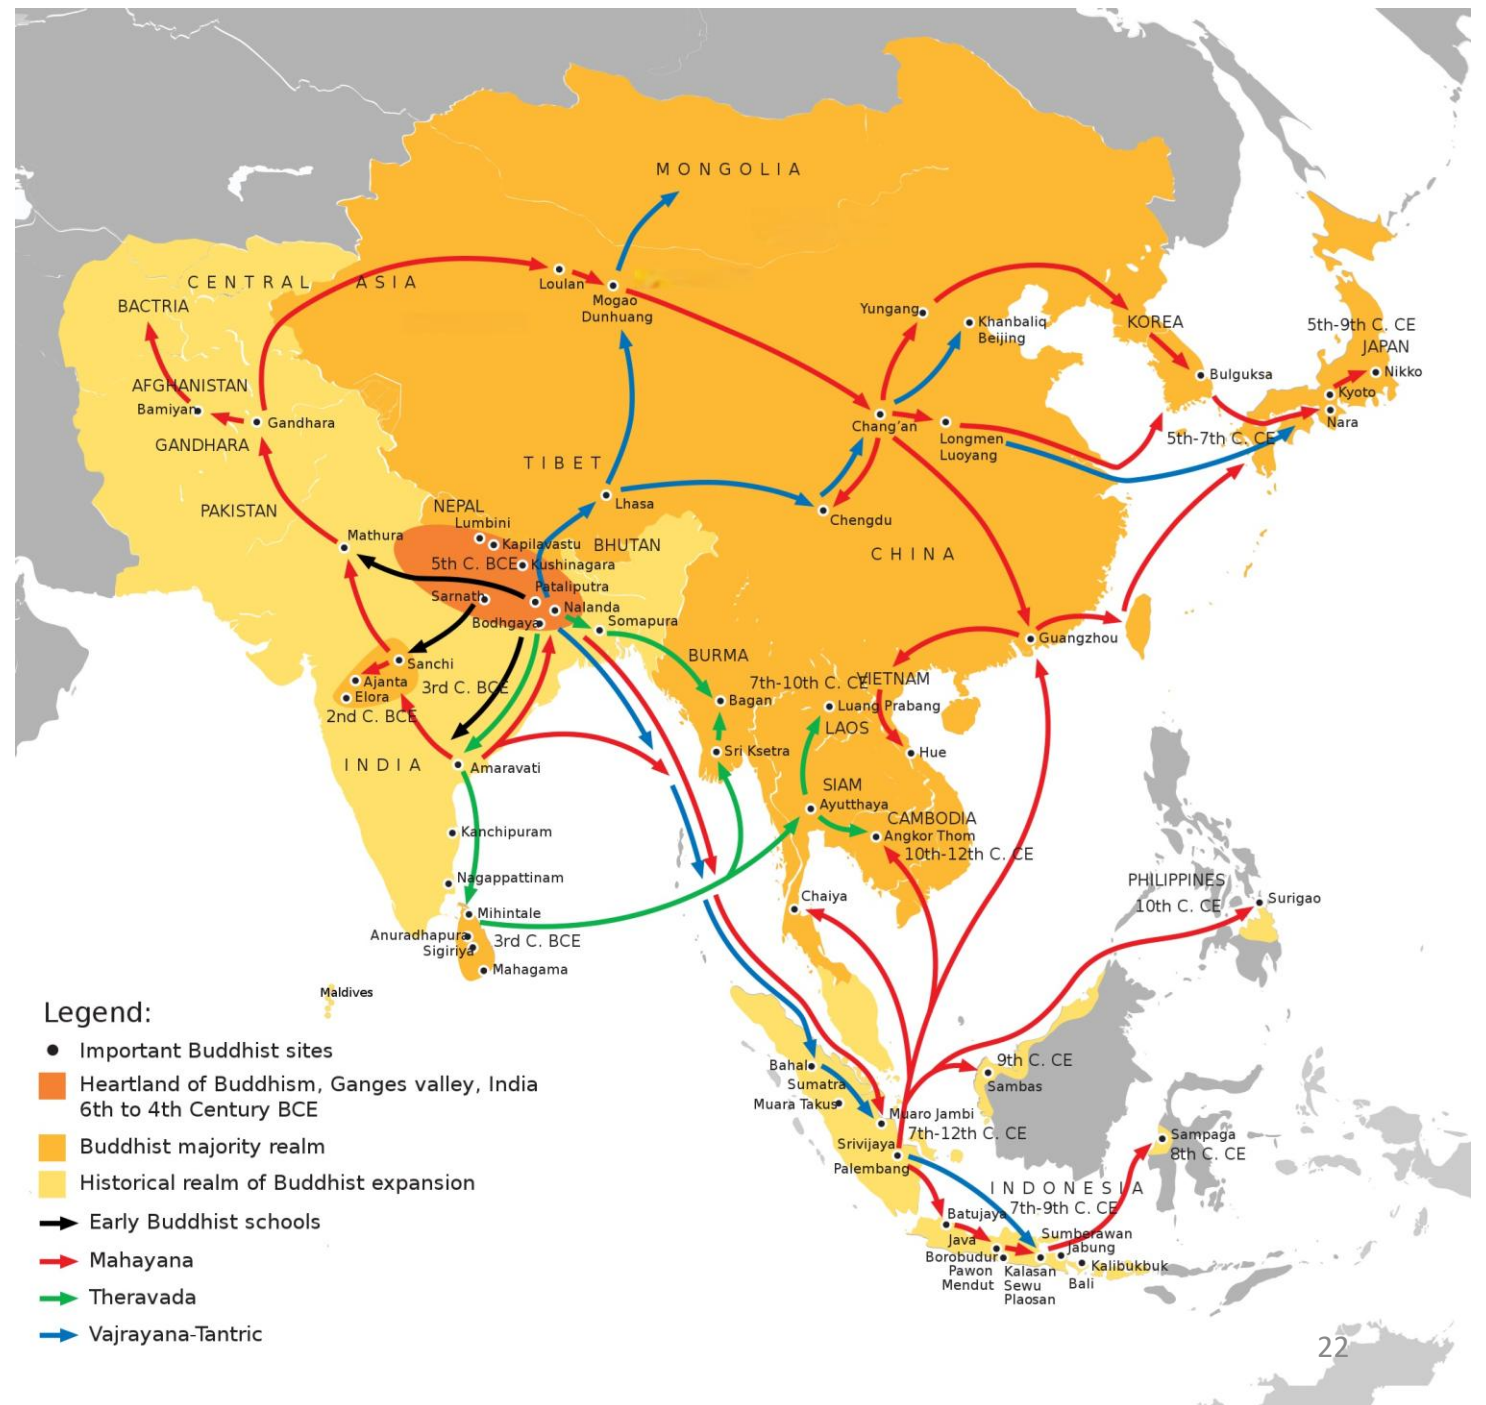 MONGOLIA
CENTRAL ASIA
BACTRIA
Loulan
Mogao
Dunhuang
Yungang
Khanbaliq
Beijing
KOREA
5th-9th C. CE
JAPAN
AFGHANISTAN
Bamiyan
Gandhara
GANDHARA
Bulguksa
Nikko
Kyoto
Nara
Chang'an
Longmen
Luoyang
5th-7th C. CE
TIBET
PAKISTAN
NEPAL
Lumbini
Lhasa
Chengdu
Mathura
Kapilavastu
BHUTAN
5th C. BCE
Kushinagara
CHINA
Pataliputra
Sarnath
Nalanda
Bodhgaya
Somapura
Guangzhou
Sanchi
BURMA
Ajanta
3rd C. BCE
7th-10th C. CE
VIETNAM
Elora
Bagan
Luang Prabang
2nd C. BCE
LAOS
INDIA
Amaravati
Sri Ksetra
Hue
SIAM
Ayutthaya
CAMBODIA
Kanchipuram
Angkor Thom
10th-12th C. CE
Nagappattinam
PHILIPPINES
Chaiya
10th C. CE
Surigao
Mihintale
Anuradhapura
3rd C. BCE
Sigiriya
Mahagama
Maldives
Legend:
Important Buddhist sites
Heartland of Buddhism, Ganges valley, India
6th to 4th Century BCE
Buddhist majority realm
Historical realm of Buddhist expansion
Early Buddhist schools
Mahayana
Theravada
Vajrayana-Tantric
Bahal
9th C. CE
Sumatra
Sambas
Muara Takus
Muaro Jambi
7th-12th C. CE
Srivijaya
Palembang
Sampaga
8th C. CE
INDONESIA
7th-9th C. CE
Batujaya
Java
Sumberawan
Jabung
Borobudur
Pawon
Mendut
Kalasan
Sewu
Plaosan
Kalibukbuk
Bali
22